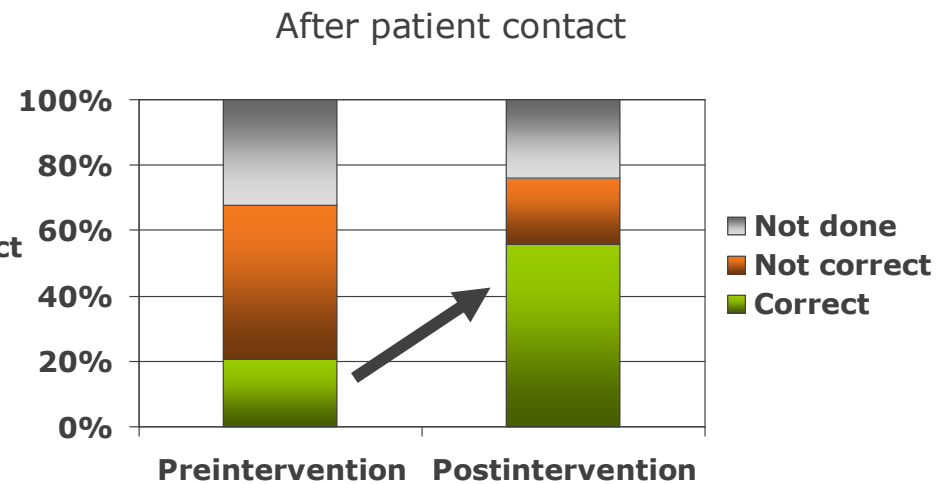 After patient contact
100%
80%
60%
40%
20%
0%
Preintervention Postintervention
Not done
Not correct
Correct